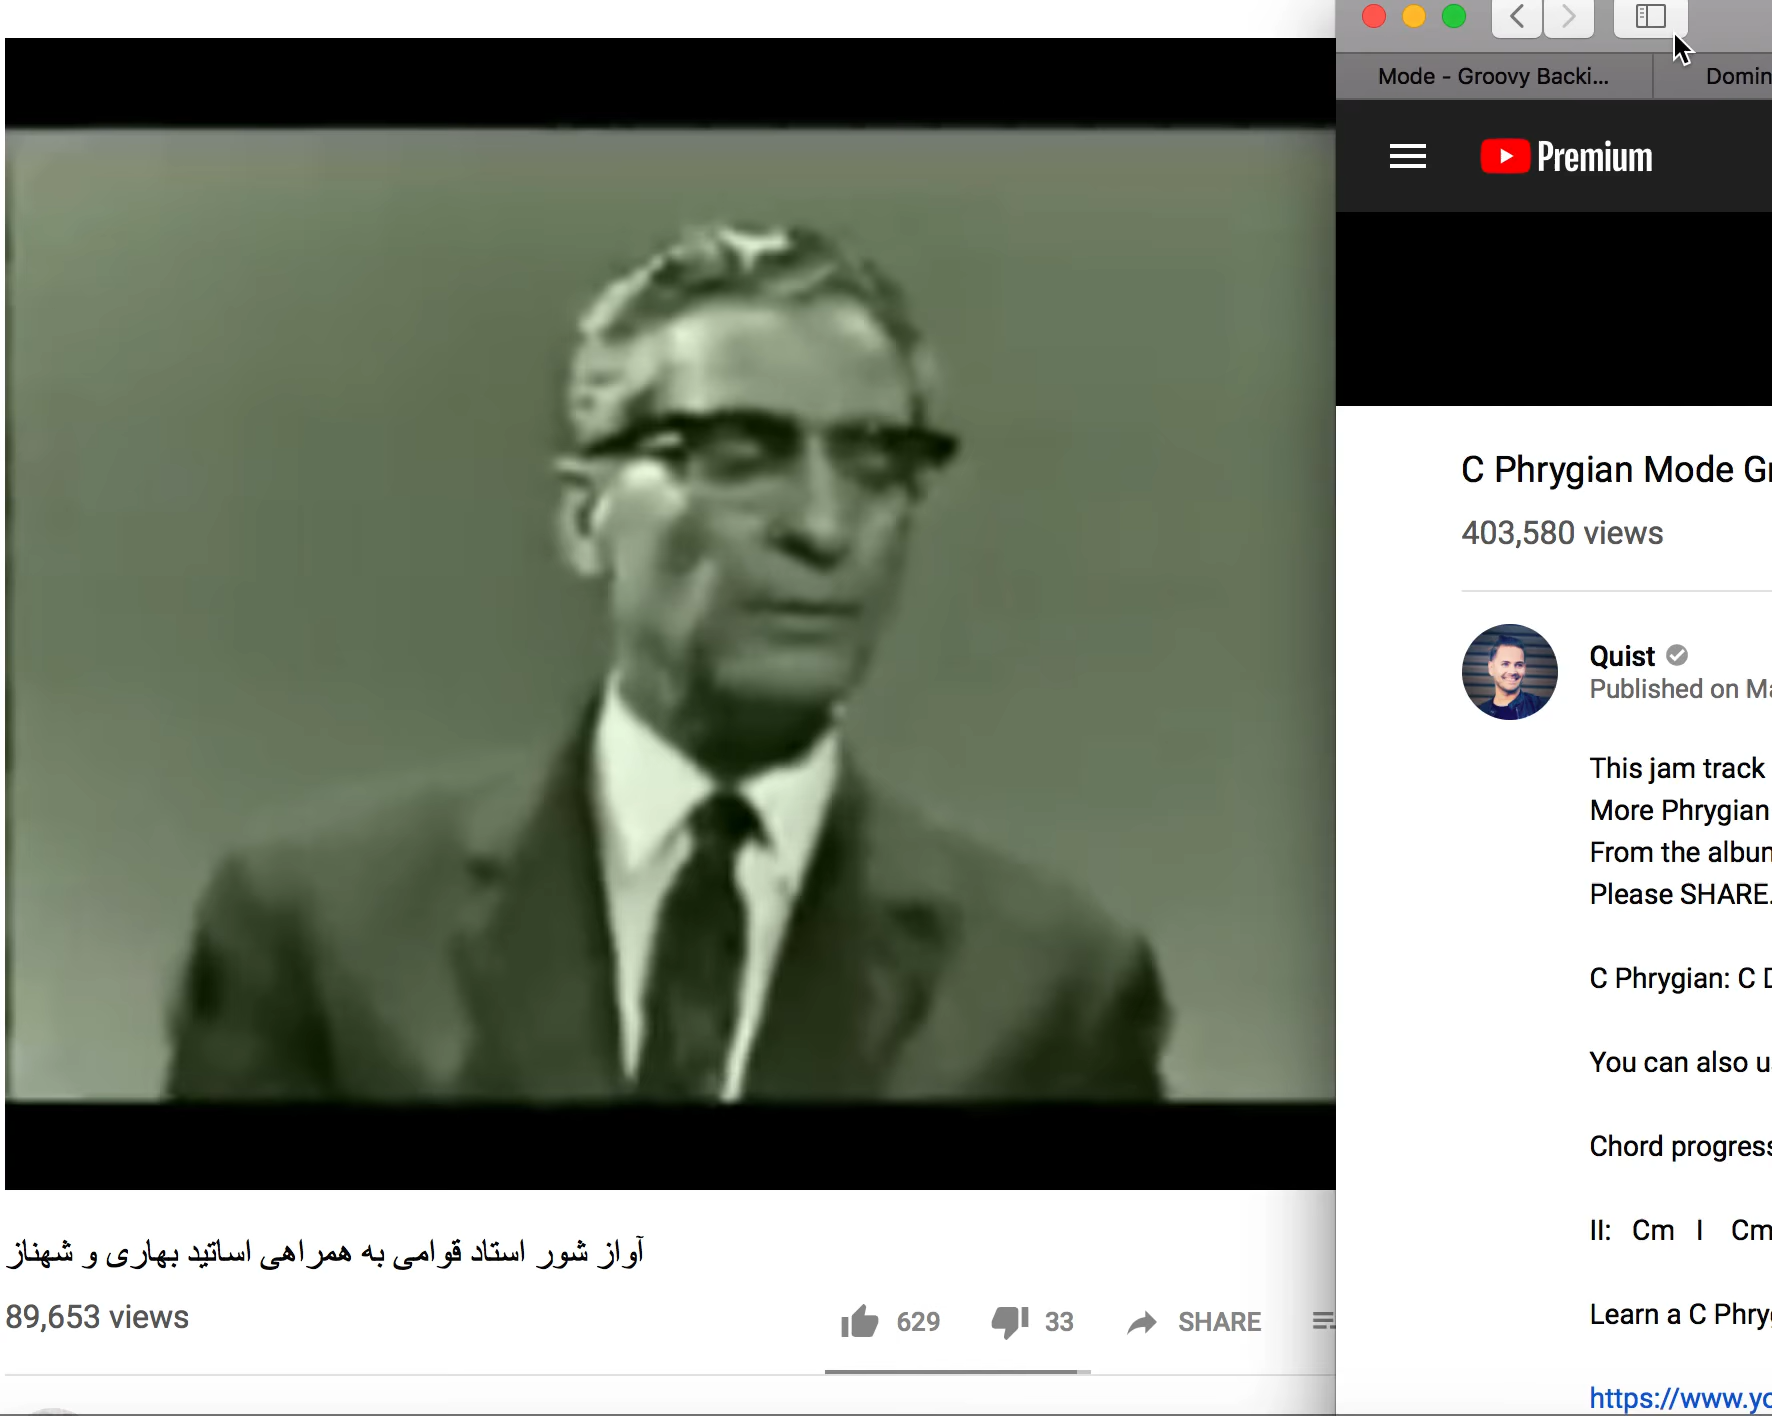 آواز شور استاد قوامی به همراهی اساتید بهاری و شهناز
89,653 views
629
33
SHARE
Mode - Groovy Backi...
Domin
Premium
C Phrygian Mode Gr
403,580 views
Quist
Published on Ma
This jam track
More Phrygian
From the album
Please SHARE.
C Phrygian: C D
You can also us
Chord progress
II: Cm I Cm
Learn a C Phryg
https://www.yo